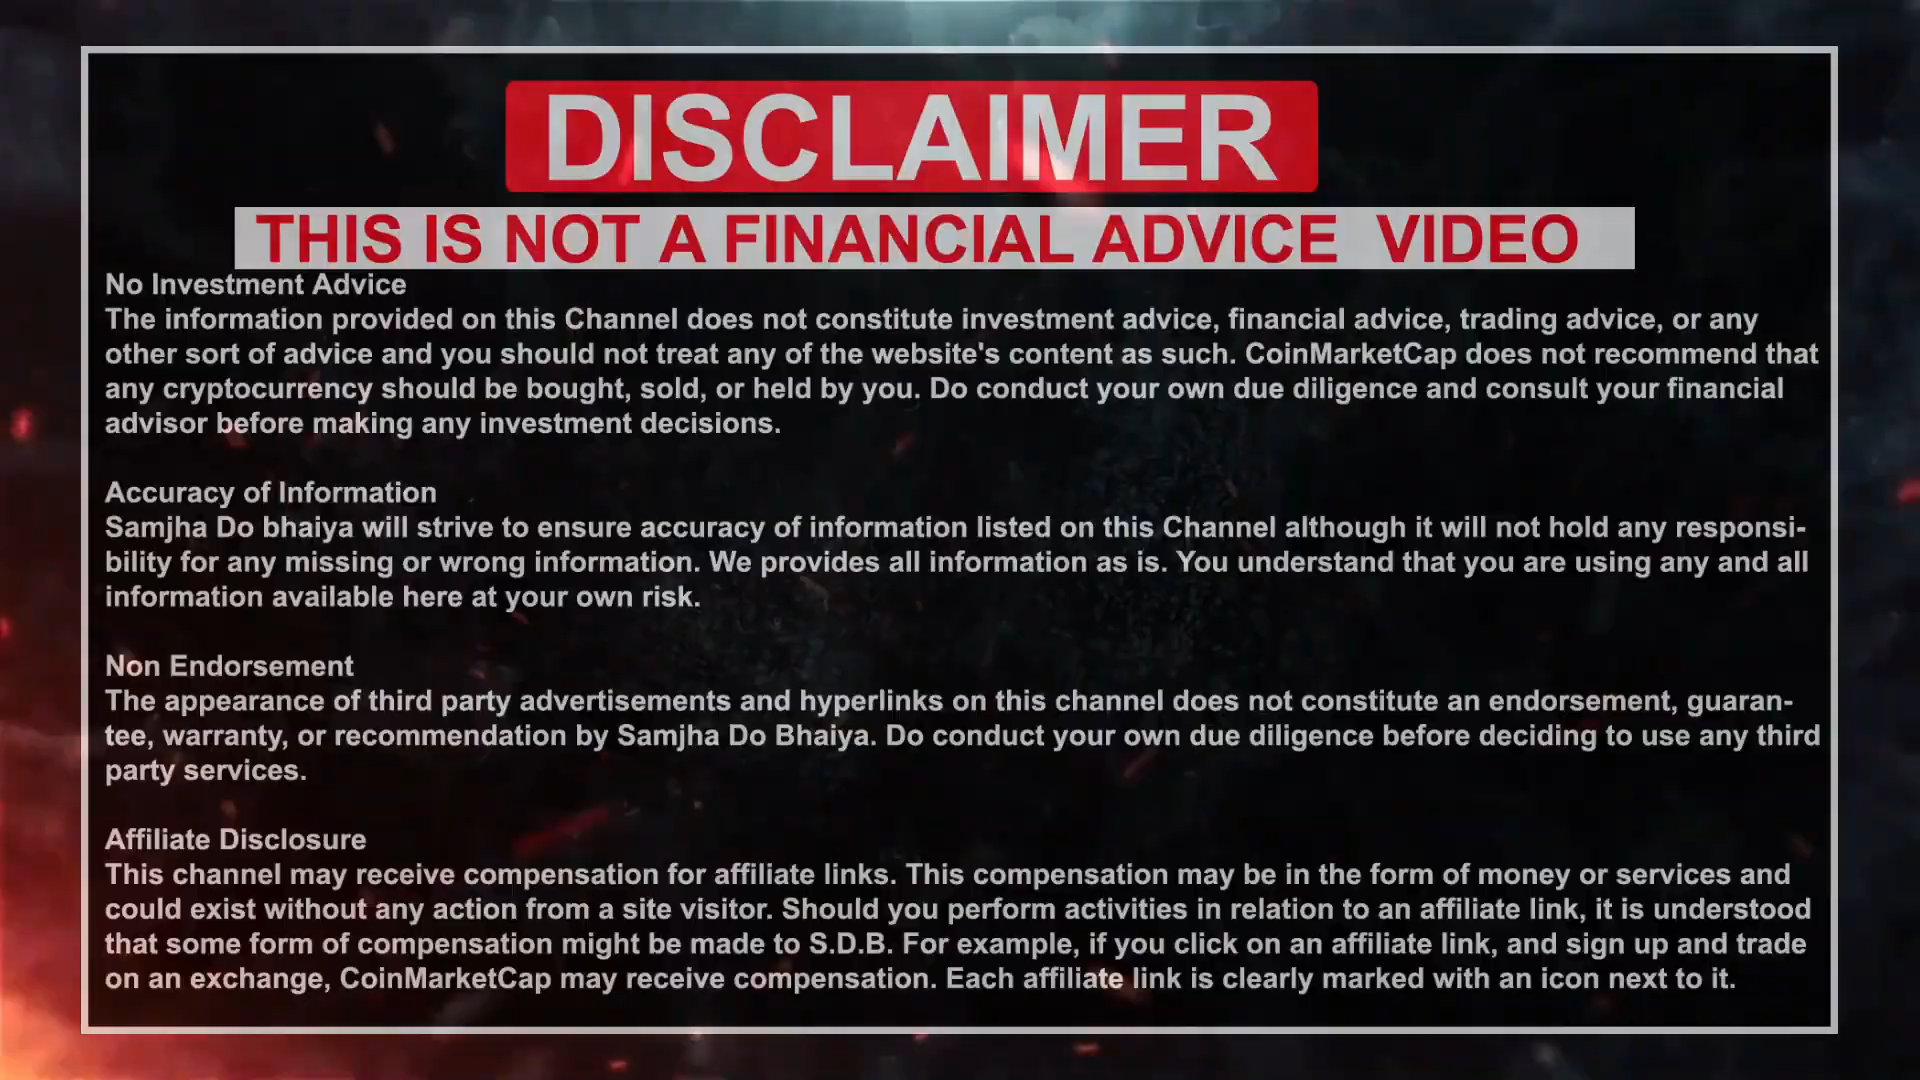 DISCLAIMER
THIS IS NOT A FINANCIAL ADVICE VIDEO
No Investment Advice
The information provided on this Channel does not constitute investment advice, financial advice, trading advice, or any
other sort of advice and you should not treat any of the website's content as such. CoinMarketCap does not recommend that
any cryptocurrency should be bought, sold, or held by you. Do conduct your own due diligence and consult your financial
advisor before making any investment decisions.
Accuracy of Information
Samjha Do bhaiya will strive to ensure accuracy of information listed on this Channel although it will not hold any responsi-
bility for any missing or wrong information. We provides all information as is. You understand that you are using any and all
information available here at your own risk.
Non Endorsement
The appearance of third party advertisements and hyperlinks on this channel does not constitute an endorsement, guaran-
tee, warranty, or recommendation by Samjha Do Bhaiya. Do conduct your own due diligence before deciding to use any third
party services.
Affiliate Disclosure
This channel may receive compensation for affiliate links. This compensation may be in the form of money or services and
could exist without any action from a site visitor. Should you perform activities in relation to an affiliate link, it is understood
that some form of compensation might be made to S.D.B. For example, if you click on an affiliate link, and sign up and trade
on an exchange, CoinMarketCap may receive compensation. Each affiliate link is clearly marked with an icon next to it.